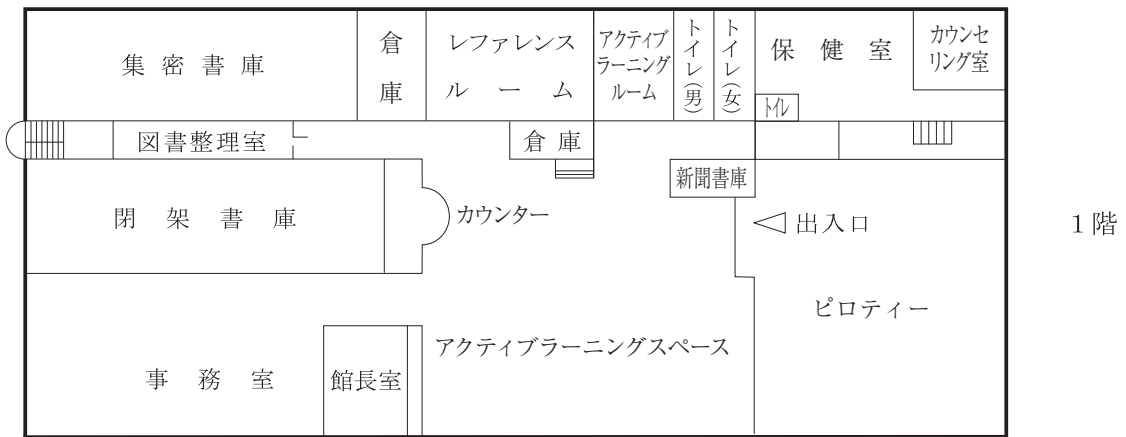 集密書庫
倉
庫
レファレンス
ルーム
アクティブ
ラーニング
ルーム
トイレ(男)
トイレ(女)
保健室
カウンセ
リング室
トイレ
図書整理室
倉庫
新聞書庫
閉架書庫
カウンター
出入口
1階
ピロティー
アクティブラーニングスペース
事務室
館長室